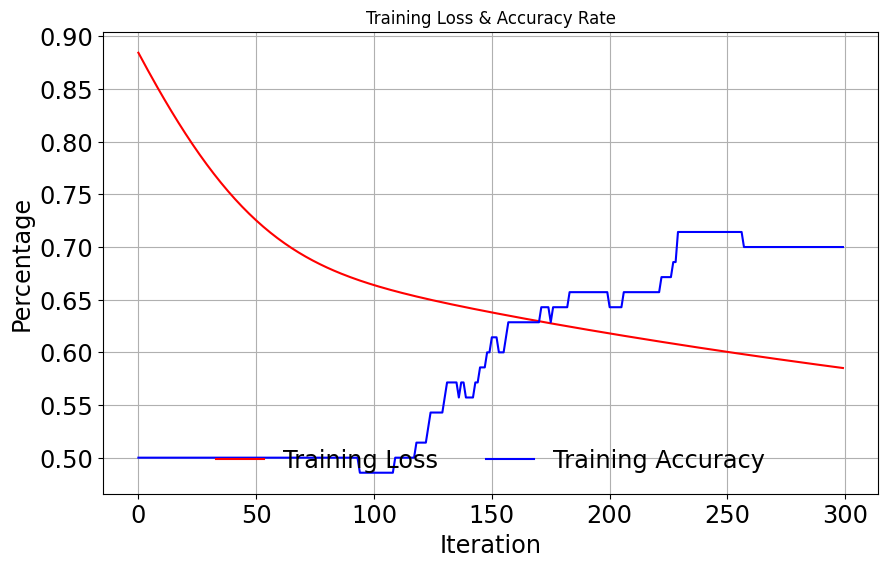 Training Loss & Accuracy Rate
0.90
0.85
0.80
0.75
0.70
0.65
0.60
0.55
0.50
Percentage
Training Loss
Training Accuracy
0 50 100 150 200 250 300
Iteration